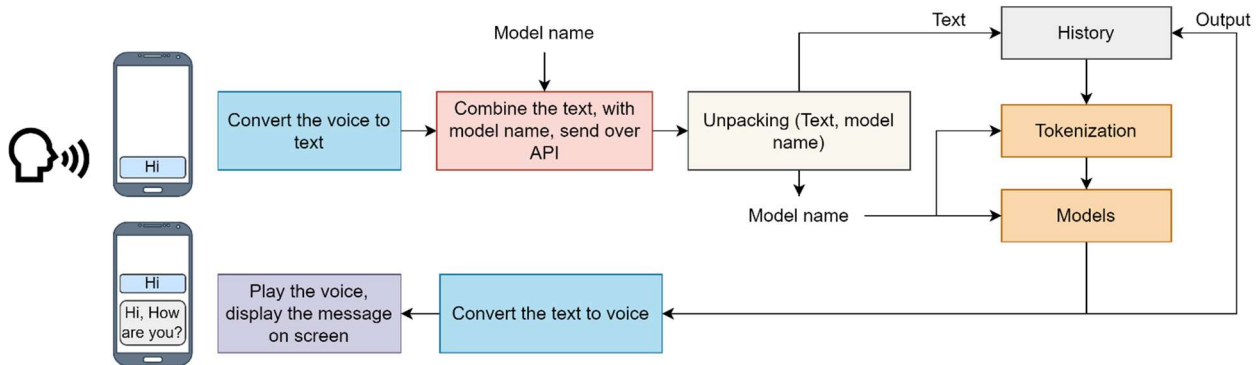 Text
Output
Model name
History
Hi
Convert the voice to
text
Combine the text, with
model name, send over
API
Unpacking (Text, model
name)
Tokenization
Model name
Models
Hi
Hi, How
are you?
Play the voice,
display the message
on screen
Convert the text to voice